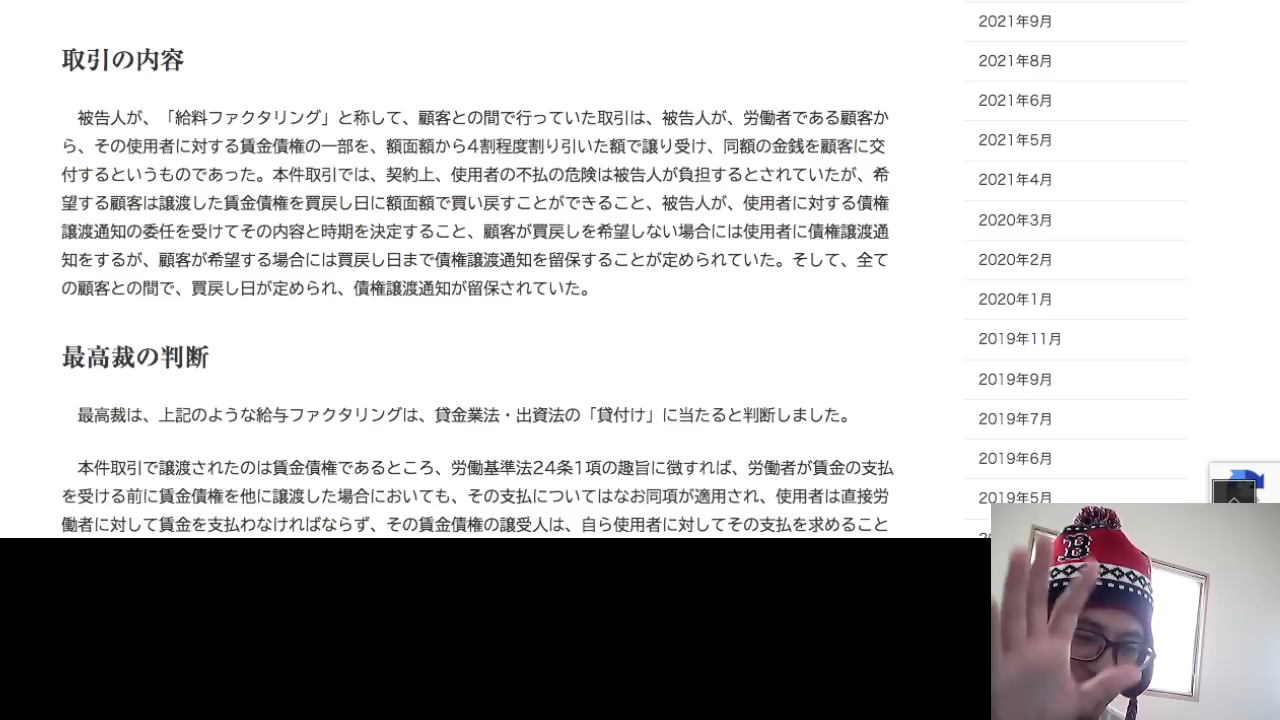 取引の内容
　被告人が、「給料ファクタリング」と称して、顧客との間で行っていた取引は、被告人が、労働者である顧客か
ら、その使用者に対する賃金債権の一部を、額面額から4割程度割り引いた額で譲り受け、同額の金銭を顧客に交
付するというものであった。本件取引では、契約上、使用者の不払の危険は被告人が負担するとされていたが、希
望する顧客は譲渡した賃金債権を買戻し日に額面額で買い戻すことができること、被告人が、使用者に対する債権
譲渡通知の委任を受けてその内容と時期を決定すること、顧客が買戻しを希望しない場合には使用者に債権譲渡通
知をするが、顧客が希望する場合には買戻し日まで債権譲渡通知を留保することが定められていた。そして、全て
の顧客との間で、買戻し日が定められ、債権譲渡通知が留保されていた。
最高裁の判断
　最高裁は、上記のような給与ファクタリングは、貸金業法・出資法の「貸付け」に当たると判断しました。
　本件取引で譲渡されたのは賃金債権であるところ、労働基準法24条1項の趣旨に徴すれば、労働者が賃金の支払
を受ける前に賃金債権を他に譲渡した場合においても、その支払についてはなお同項が適用され、使用者は直接労
働者に対して賃金を支払わなければならず、その賃金債権の譲受人は、自ら使用者に対してその支払を求めること
2021年9月
2021年8月
2021年6月
2021年5月
2021年4月
2020年3月
2020年2月
2020年1月
2019年11月
2019年9月
2019年7月
2019年6月
2019年5月
B